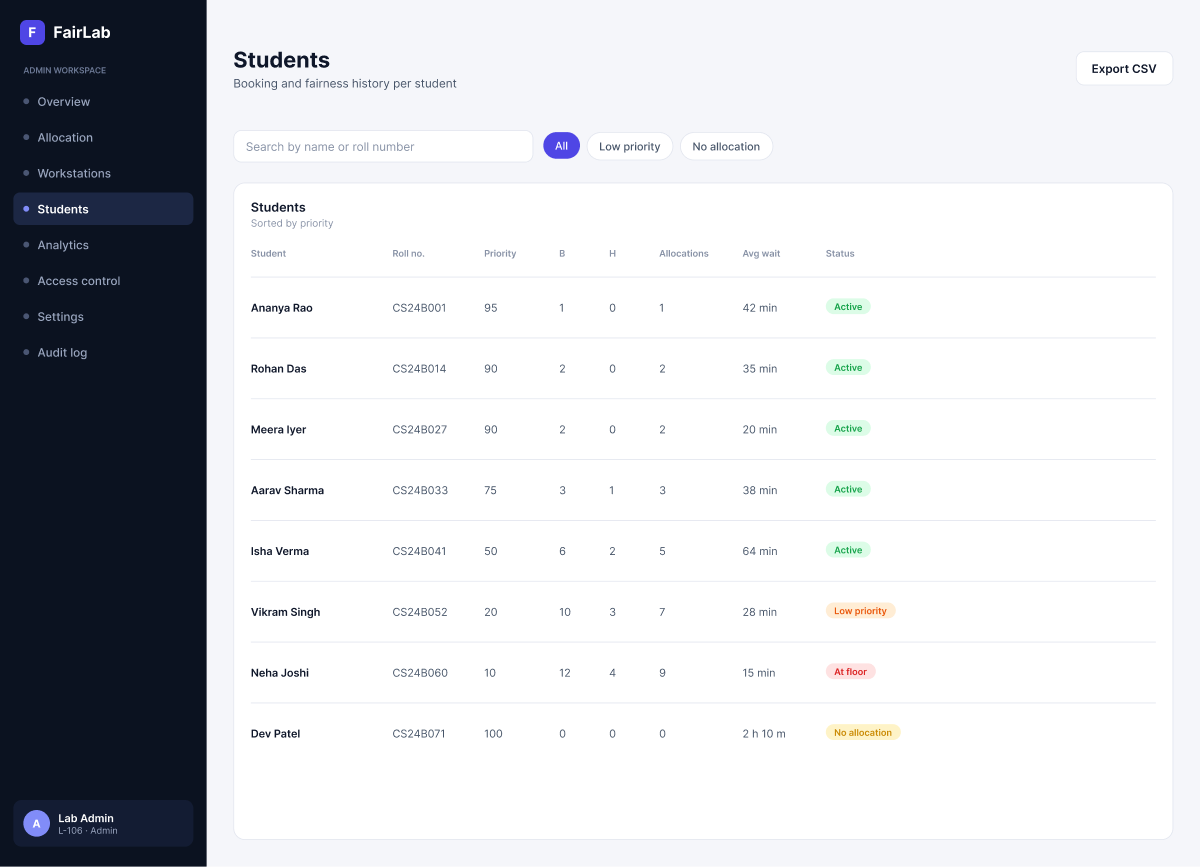 F FairLab
ADMIN WORKSPACE
Overview
Allocation
Workstations
Students
Analytics
Access control
Settings
Audit log
A
Lab Admin
L-106 · Admin
Students
Booking and fairness history per student
Export CSV
Search by name or roll number
All
Low priority
No allocation
Students
Sorted by priority
Student Roll no. Priority B H Allocations Avg wait Status
Ananya Rao CS24B001 95 1 0 1 42 min Active
Rohan Das CS24B014 90 2 0 2 35 min Active
Meera Iyer CS24B027 90 2 0 2 20 min Active
Aarav Sharma CS24B033 75 3 1 3 38 min Active
Isha Verma CS24B041 50 6 2 5 64 min Active
Vikram Singh CS24B052 20 10 3 7 28 min Low priority
Neha Joshi CS24B060 10 12 4 9 15 min At floor
Dev Patel CS24B071 100 0 0 0 2 h 10 m No allocation